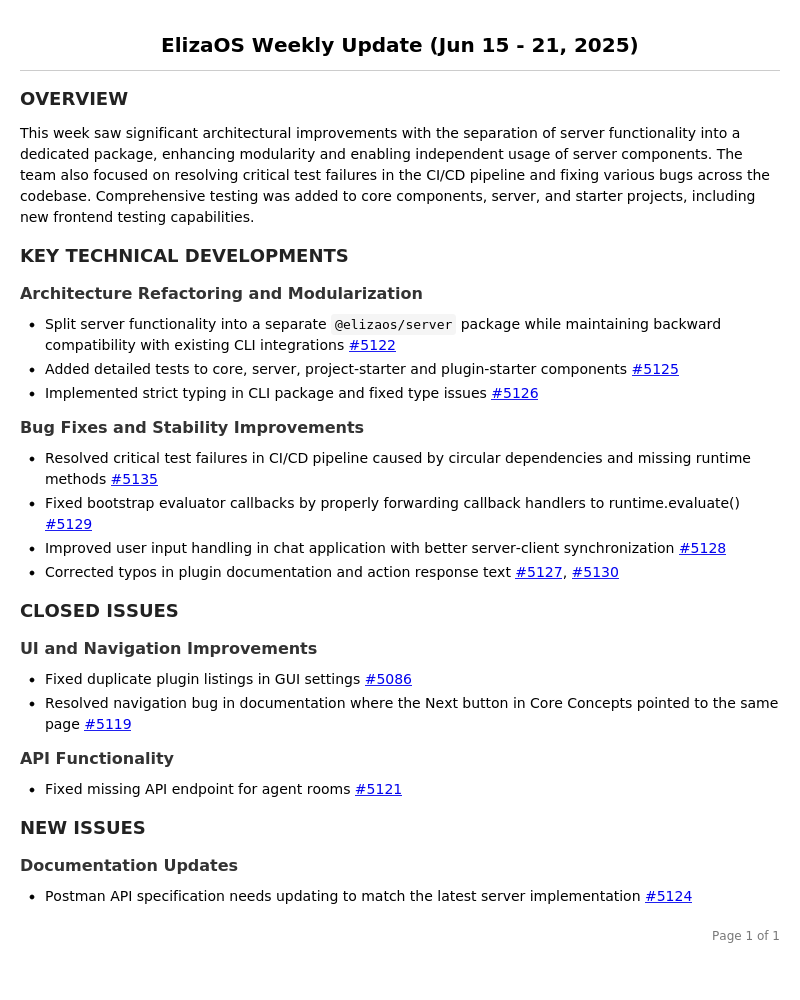 ElizaOS Weekly Update (Jun 15 - 21, 2025)
OVERVIEW
This week saw significant architectural improvements with the separation of server functionality into a
dedicated package, enhancing modularity and enabling independent usage of server components. The
team also focused on resolving critical test failures in the CI/CD pipeline and fixing various bugs across the
codebase. Comprehensive testing was added to core components, server, and starter projects, including
new frontend testing capabilities.
KEY TECHNICAL DEVELOPMENTS
Architecture Refactoring and Modularization
• Split server functionality into a separate @elizaos/server package while maintaining backward
compatibility with existing CLI integrations #5122
• Added detailed tests to core, server, project-starter and plugin-starter components #5125
• Implemented strict typing in CLI package and fixed type issues #5126
Bug Fixes and Stability Improvements
• Resolved critical test failures in CI/CD pipeline caused by circular dependencies and missing runtime
methods #5135
• Fixed bootstrap evaluator callbacks by properly forwarding callback handlers to runtime.evaluate()
#5129
• Improved user input handling in chat application with better server-client synchronization #5128
• Corrected typos in plugin documentation and action response text #5127, #5130
CLOSED ISSUES
UI and Navigation Improvements
• Fixed duplicate plugin listings in GUI settings #5086
• Resolved navigation bug in documentation where the Next button in Core Concepts pointed to the same
page #5119
API Functionality
• Fixed missing API endpoint for agent rooms #5121
NEW ISSUES
Documentation Updates
• Postman API specification needs updating to match the latest server implementation #5124
Page 1 of 1